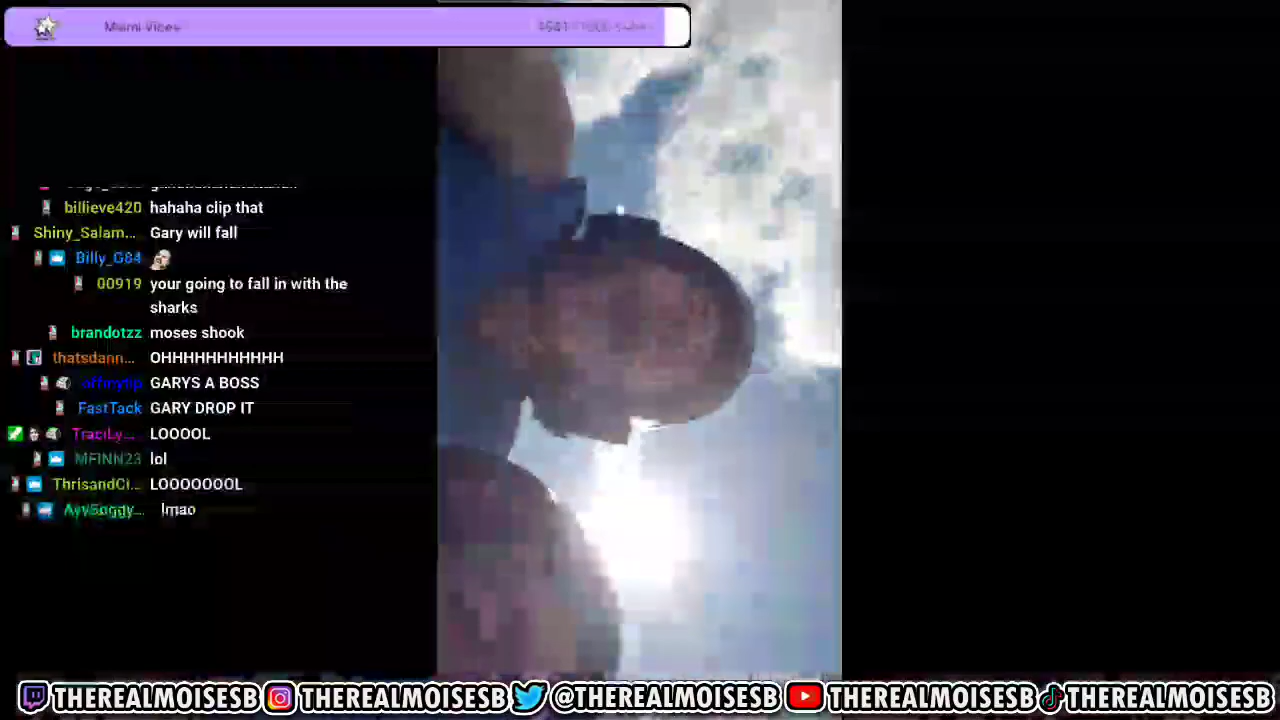 Miami Vibes
billieve420 hahaha clip that
Shiny_Salam... Gary will fall
Billy_G84
00919 your going to fall in with the
sharks
brandotzz moses shook
thatsdann... OHHHHHHHHHHH
GARYS A BOSS
FastTack GARY DROP IT
TraciLy... LOOOOL
MFINN23 lol
ThrisandCi... LOOOOOOOL
lmao
THEREALMOISESB THEREALMOISESB @THEREALMOISESB THEREALMOISESB THEREALMOISESB